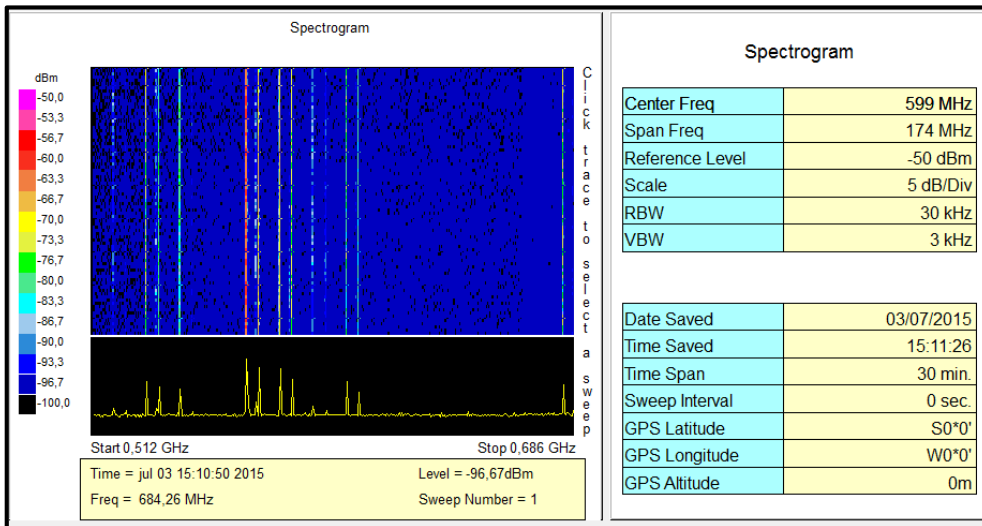 Spectrogram
dBm
-50,0
-53,3
-56,7
-60,0
-63,3
-66,7
-70,0
-73,3
-76,7
-80,0
-83,3
-86,7
-90,0
-93,3
-96,7
-100,0
Click trace to select a sweep
Start 0,512 GHz Stop 0,686 GHz
Time = jul 03 15:10:50 2015 Level = -96,67dBm
Freq = 684,26 MHz Sweep Number = 1
Spectrogram
Center Freq 599 MHz
Span Freq 174 MHz
Reference Level -50 dBm
Scale 5 dB/Div
RBW 30 kHz
VBW 3 kHz
Date Saved 03/07/2015
Time Saved 15:11:26
Time Span 30 min.
Sweep Interval 0 sec.
GPS Latitude S0*0'
GPS Longitude W0*0'
GPS Altitude 0m